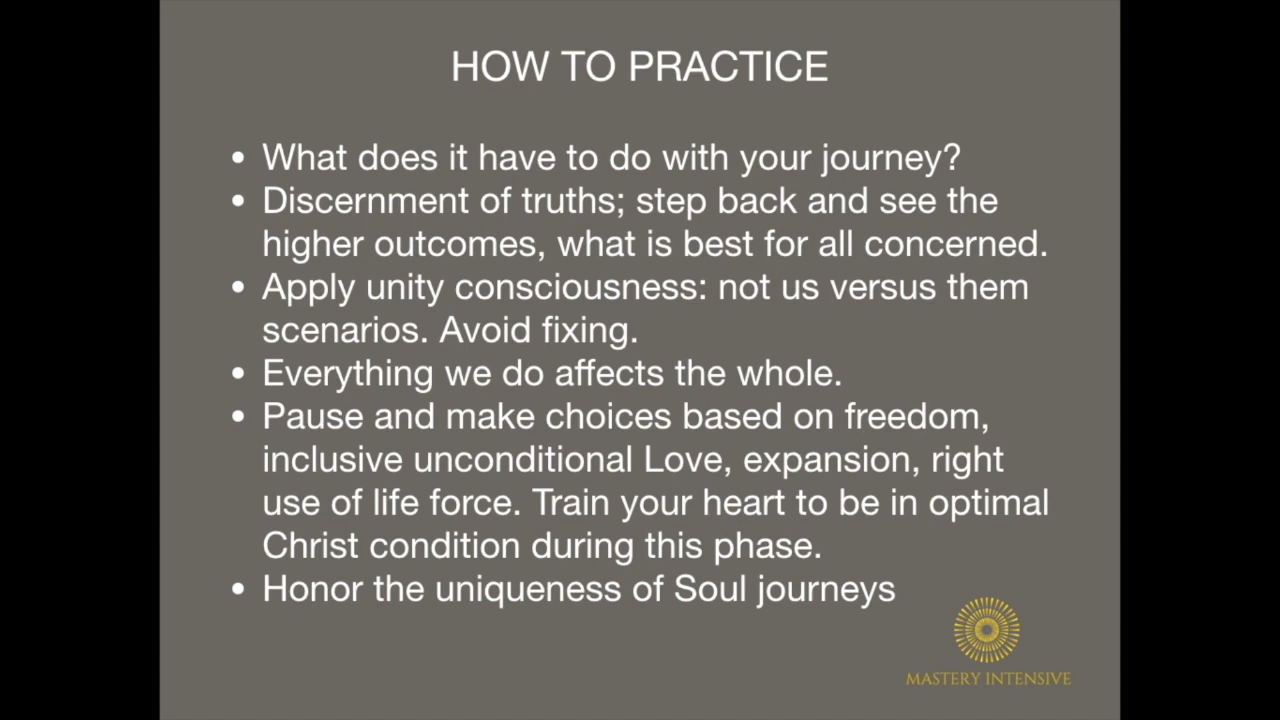 HOW TO PRACTICE
• What does it have to do with your journey?
• Discernment of truths; step back and see the
higher outcomes, what is best for all concerned.
• Apply unity consciousness: not us versus them
scenarios. Avoid fixing.
• Everything we do affects the whole.
• Pause and make choices based on freedom,
inclusive unconditional Love, expansion, right
use of life force. Train your heart to be in optimal
Christ condition during this phase.
• Honor the uniqueness of Soul journeys
MASTERY INTENSIVE